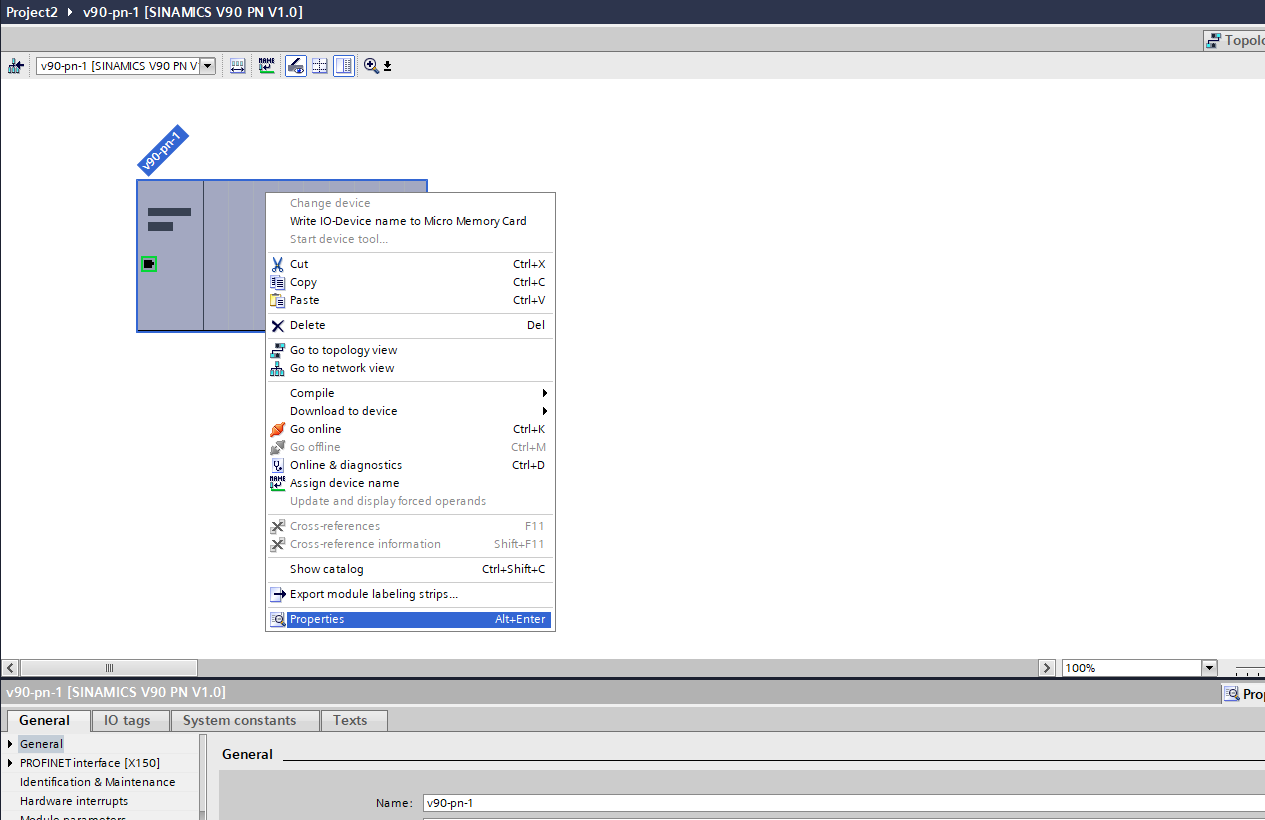 Project2 ▸ v90-pn-1 [SINAMICS V90 PN V1.0]
v90-pn-1 [SINAMICS V90 PN V
NAME
100%
v90-pn-1
Change device
Write IO-Device name to Micro Memory Card
Start device tool...
Cut Ctrl+X
Copy Ctrl+C
Paste Ctrl+V
Delete Del
Go to topology view
Go to network view
Compile
Download to device
Go online Ctrl+K
Go offline Ctrl+M
Online & diagnostics Ctrl+D
NAME Assign device name
Update and display forced operands
Cross-references F11
Cross-reference information Shift+F11
Show catalog Ctrl+Shift+C
Export module labeling strips...
Properties Alt+Enter
v90-pn-1 [SINAMICS V90 PN V1.0]
General IO tags System constants Texts
General
PROFINET interface [X150]
Identification & Maintenance
Hardware interrupts
Module parameters
General
Name: v90-pn-1